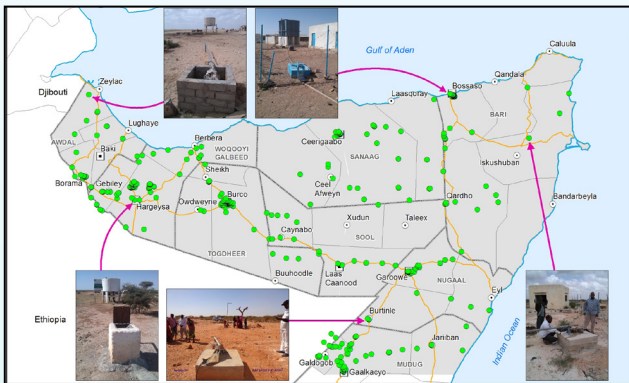 Gulf of Aden
Caluula
Qandala
Zeylac
Bossaso
Laasquray
Djibouti
BARI
Lughaye
Berbera
Ceerigaabo
AWDAL
WOQOOYI
GALBEED
Baki
SANAAG
Iskushuban
Sheikh
Borama
Gebiley
Ceel
Afweyn
Burco
Qardho
Bandarbeyla
Hargeysa
Owdweyne
Xudun
Taleex
Caynabo
SOOL
TOGDHEER
Garoowe
Buuhoodle
Laas
Caanood
NUGAAL
Eyl
Ethiopia
Burtinle
Indian Ocean
Jariban
Galdogob
MUDUG
Gaalkacyo